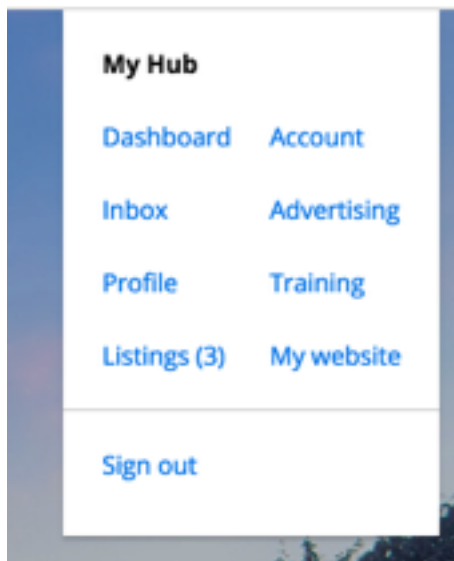 My Hub
Dashboard Account
Inbox Advertising
Profile Training
Listings (3) My website
Sign out